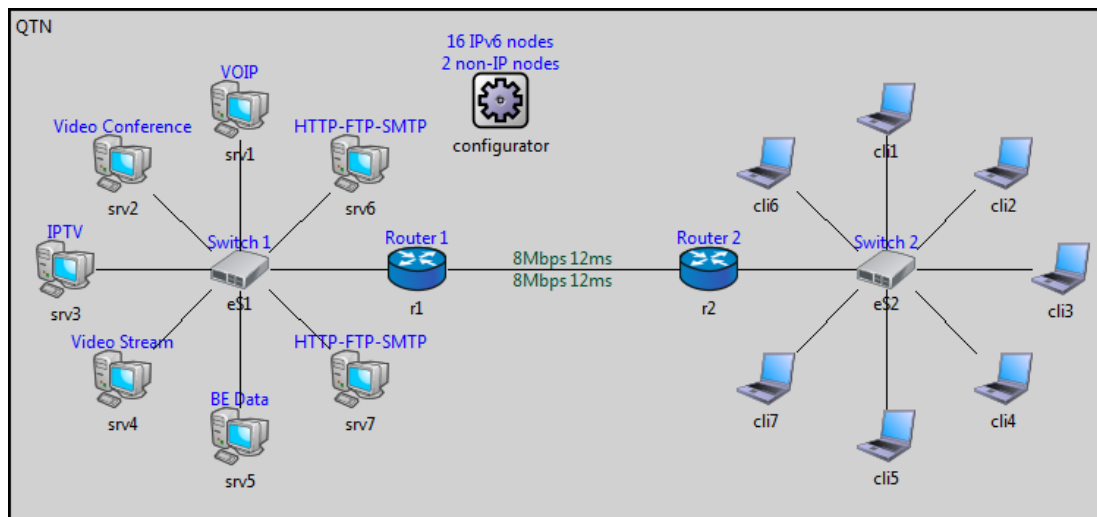 QTN
16 IPv6 nodes
2 non-IP nodes
configurator
VOIP
srv1
Video Conference
srv2
HTTP-FTP-SMTP
srv6
IPTV
srv3
Switch 1
eS1
Router 1
r1
8Mbps 12ms
8Mbps 12ms
Router 2
r2
Switch 2
eS2
Video Stream
srv4
BE Data
srv5
HTTP-FTP-SMTP
srv7
cli1
cli6
cli2
cli3
cli7
cli4
cli5